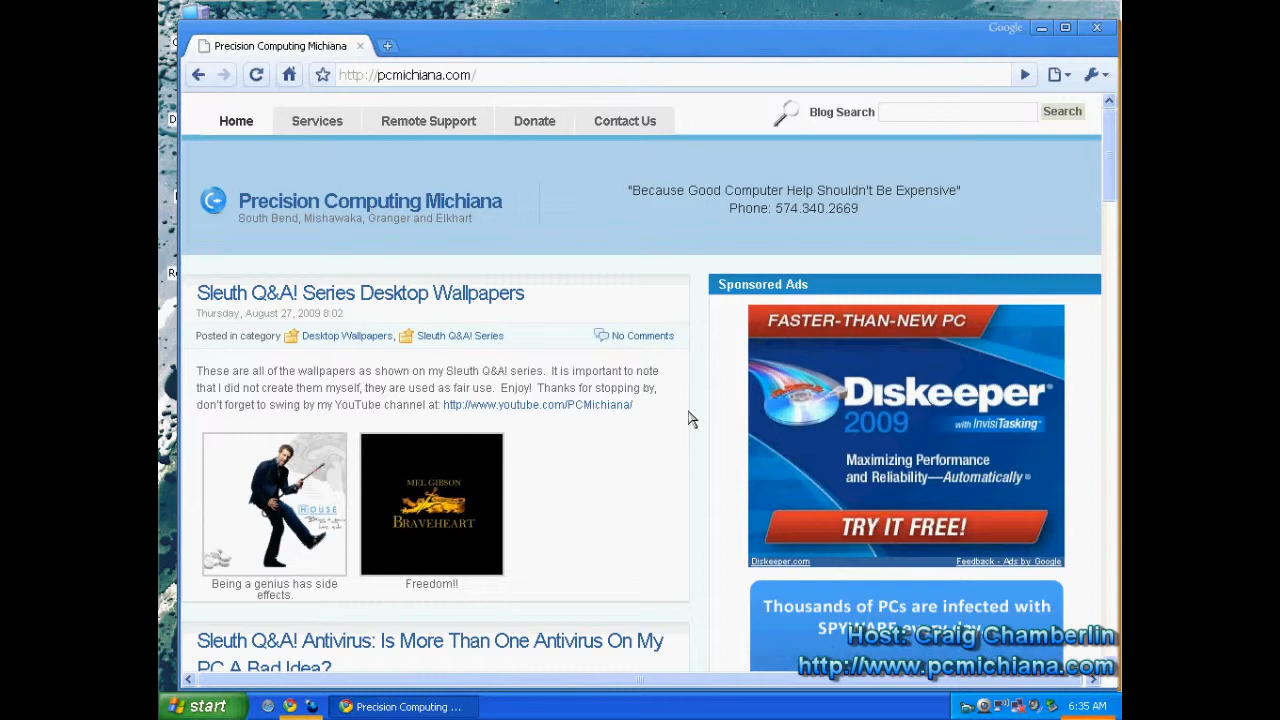 Google
Precision Computing Michiana
http://pcmichiana.com/
Home
Services
Remote Support
Donate
Contact Us
Blog Search
Search
Precision Computing Michiana
South Bend, Mishawaka, Granger and Elkhart
"Because Good Computer Help Shouldn't Be Expensive"
Phone: 574.340.2669
Sleuth Q&A! Series Desktop Wallpapers
Thursday, August 27, 2009 8:02
Posted in category Desktop Wallpapers, Sleuth Q&A! Series
No Comments
These are all of the wallpapers as shown on my Sleuth Q&A! series. It is important to note
that I did not create them myself, they are used as fair use. Enjoy! Thanks for stopping by,
don't forget to swing by my YouTube channel at: http://www.youtube.com/PCMichiana/
HOUSE
Being a genius has side
effects.
MEL GIBSON
BRAVEHEART
Freedom!!
Sleuth Q&A! Antivirus: Is More Than One Antivirus On My
PC A Bad Idea?
Sponsored Ads
FASTER-THAN-NEW PC
Diskeeper
2009 with InvisiTasking
Maximizing Performance
and Reliability—Automatically
TRY IT FREE!
Diskeeper.com
Feedback - Ads by Google
Thousands of PCs are infected with
SPYWARE every day
Host: Craig Chamberlin
http://www.pcmichiana.com
start
Precision Computing ...
6:35 AM